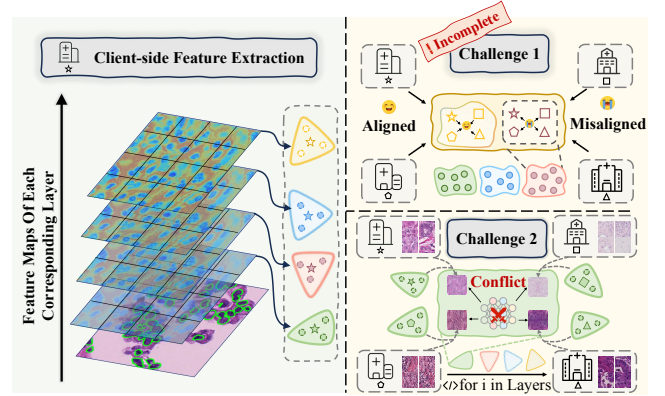 Client-side Feature Extraction
Feature Maps Of Each
Corresponding Layer
! Incomplete
Challenge 1
Aligned
Misaligned
Challenge 2
Conflict
</>for i in Layers